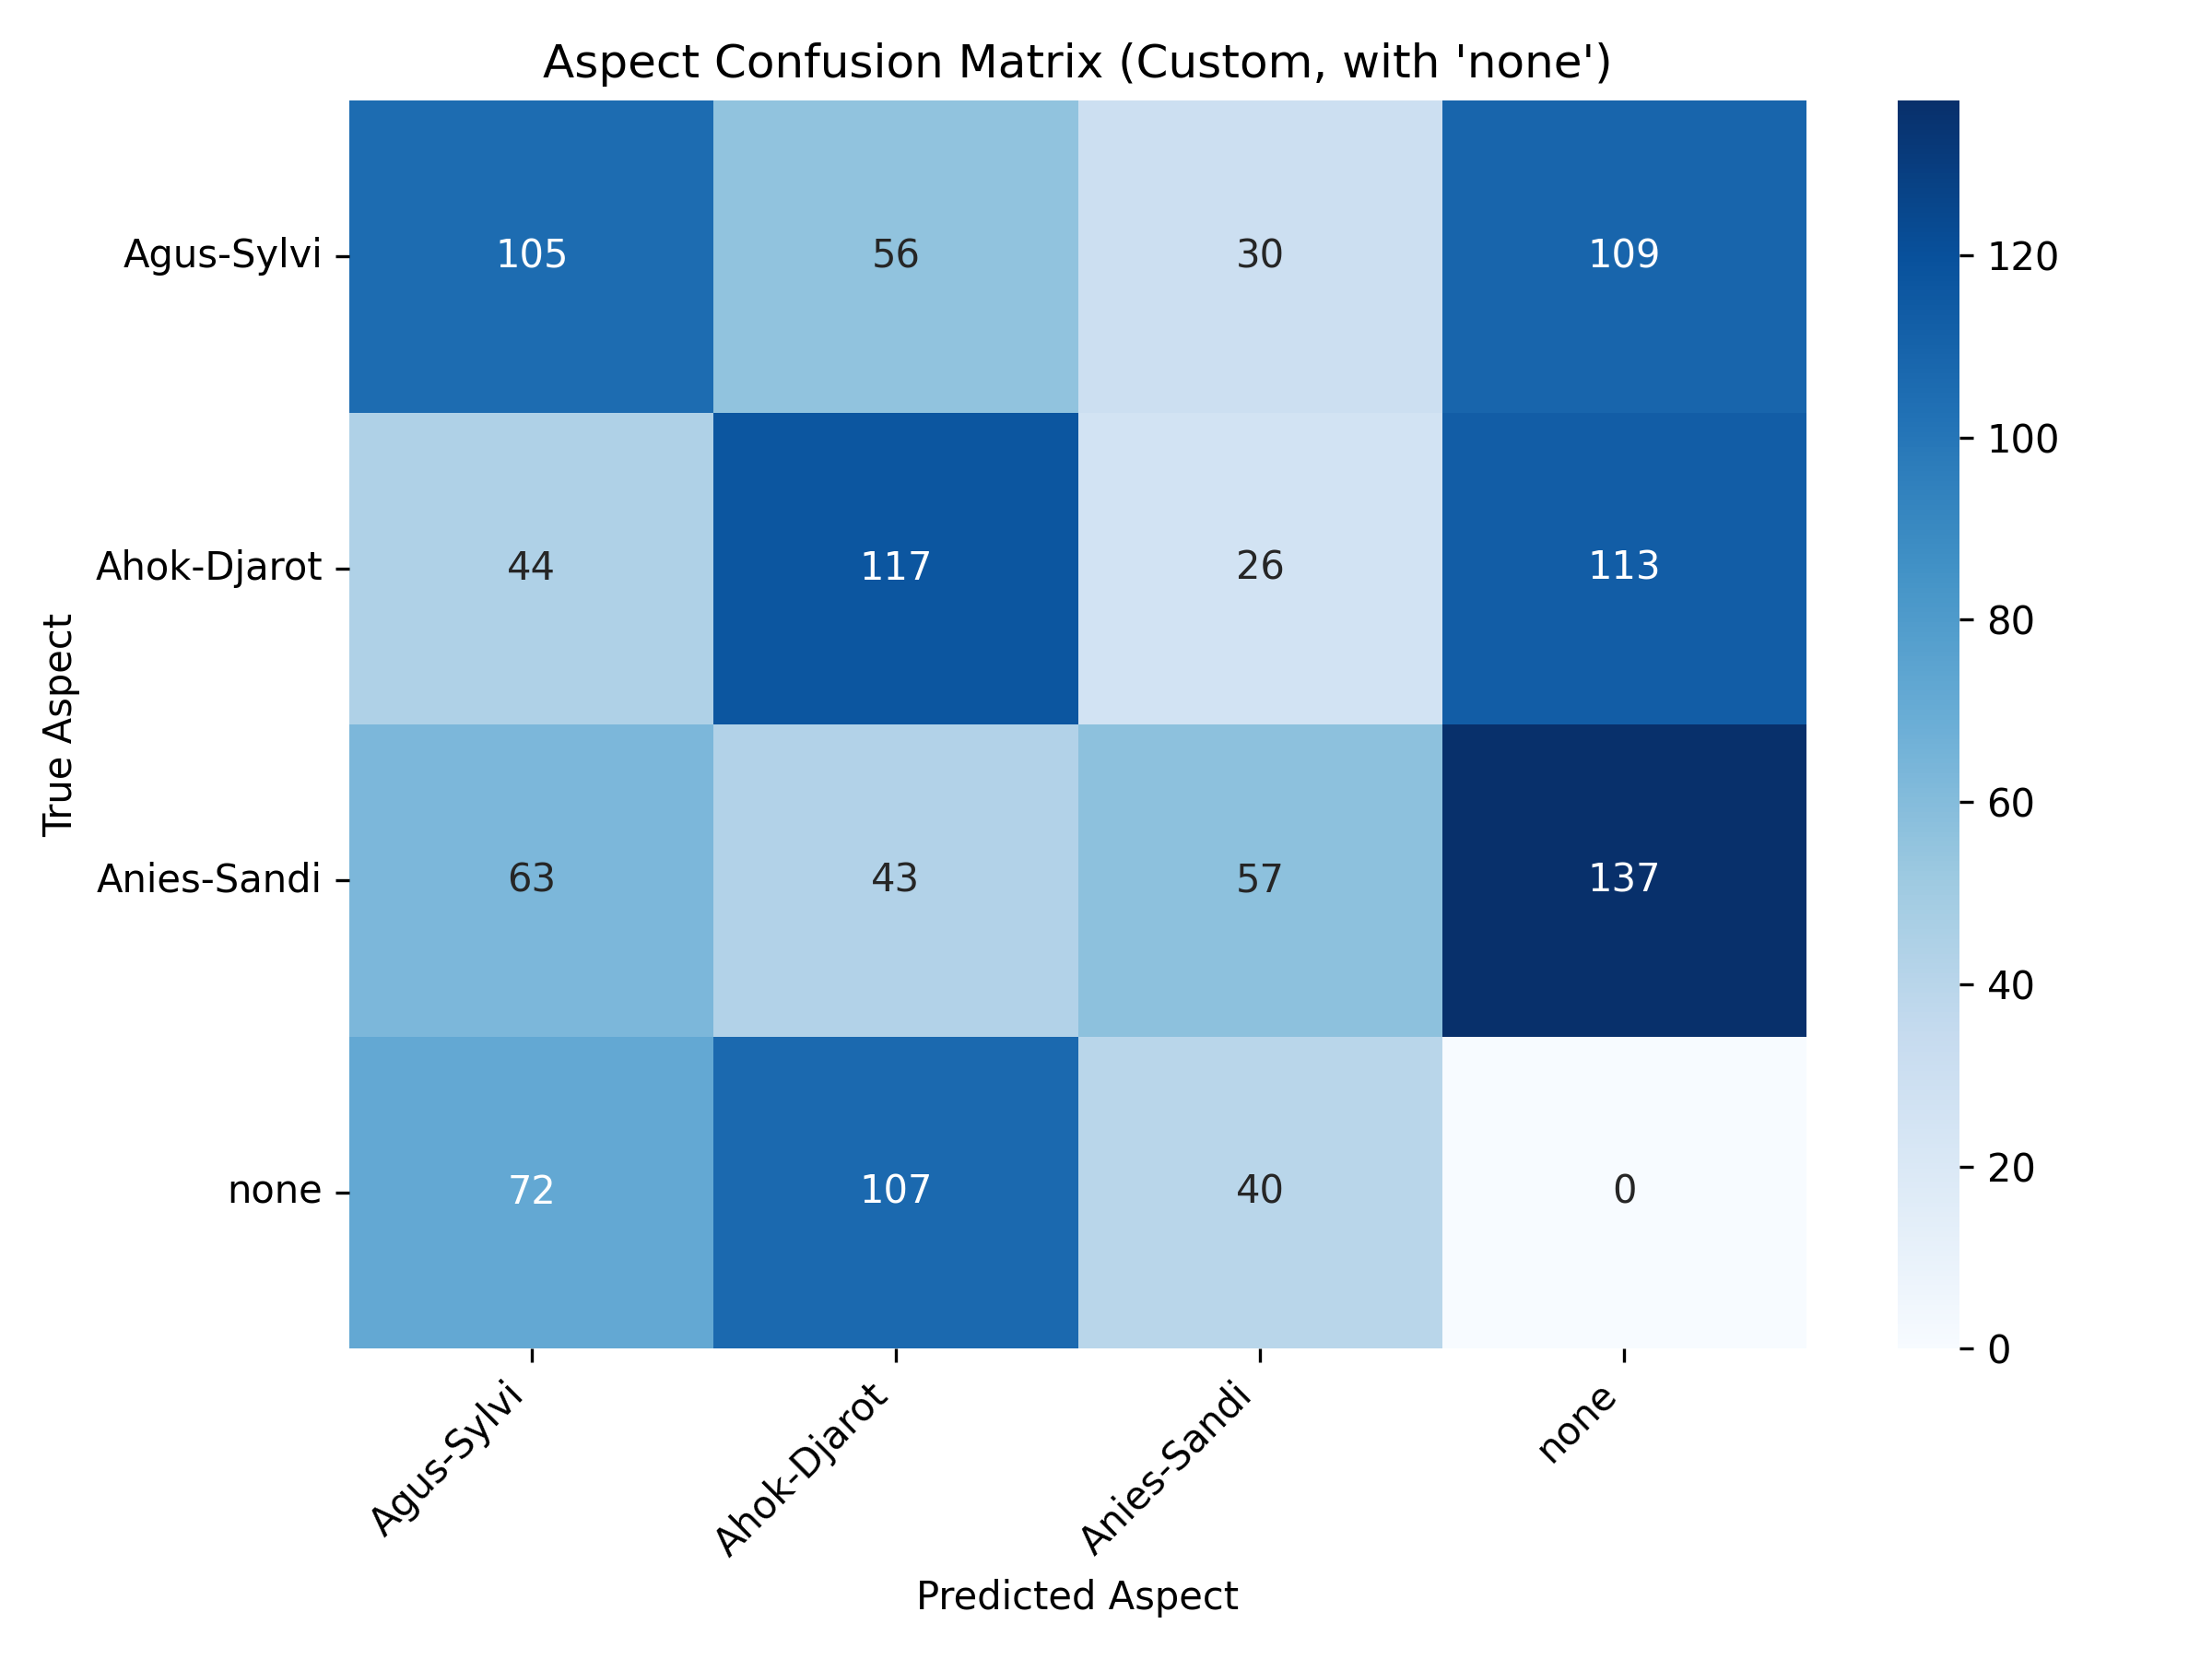 Aspect Confusion Matrix (Custom, with 'none')
True Aspect
Agus-Sylvi 105 56 30 109
Ahok-Djarot 44 117 26 113
Anies-Sandi 63 43 57 137
none 72 107 40 0
Agus-Sylvi Ahok-Djarot Anies-Sandi none
Predicted Aspect
120
100
80
60
40
20
0